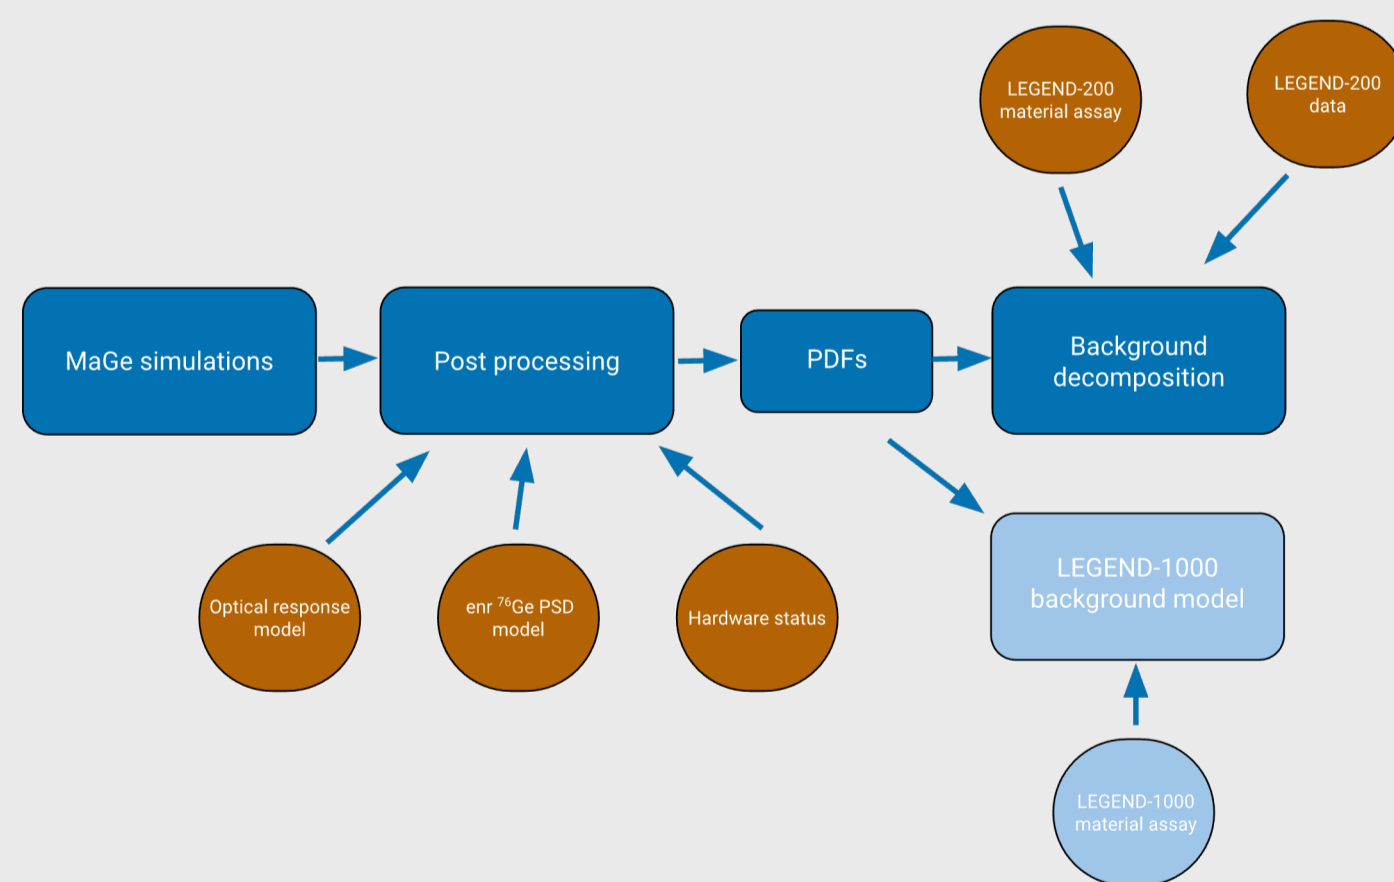 LEGEND-200
material assay
LEGEND-200
data
MaGe simulations
Post processing
PDFs
Background
decomposition
Optical response
model
enr ⁷⁶Ge PSD
model
Hardware status
LEGEND-1000
background model
LEGEND-1000
material assay